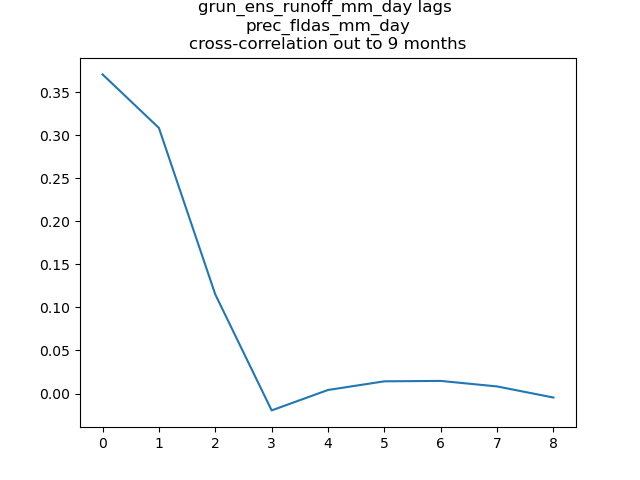 grun_ens_runoff_mm_day lags
prec_fldas_mm_day
cross-correlation out to 9 months
0.35
0.30
0.25
0.20
0.15
0.10
0.05
0.00
0 1 2 3 4 5 6 7 8